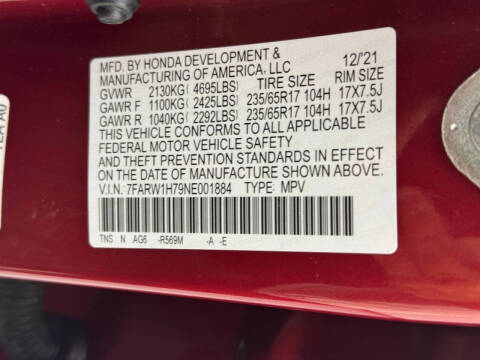 MFD. BY HONDA DEVELOPMENT & 12/'21
MANUFACTURING OF AMERICA, LLC
GVWR 2130KG( 4695LBS) TIRE SIZE RIM SIZE
GAWR F 1100KG( 2425LBS) 235/65R17 104H 17X7.5J
GAWR R 1040KG( 2292LBS) 235/65R17 104H 17X7.5J
THIS VEHICLE CONFORMS TO ALL APPLICABLE
FEDERAL MOTOR VEHICLE SAFETY
AND THEFT PREVENTION STANDARDS IN EFFECT
ON THE DATE OF MANUFACTURE SHOWN ABOVE.
V.I.N.: 7FARW1H79NE001884 TYPE: MPV
TNS N AG6 -R569M -A -E